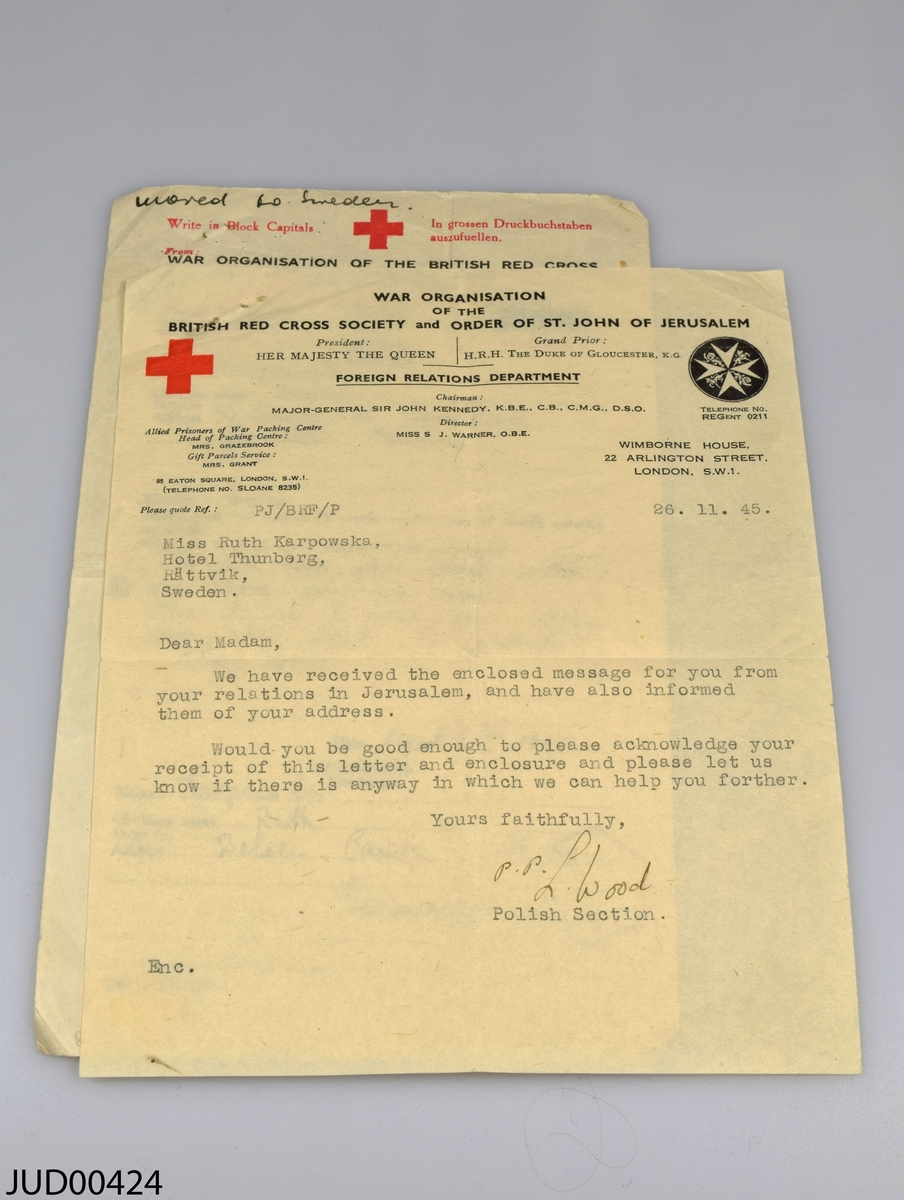 moved to Sweden.
Write in Block Capitals. In grossen Druckbuchstaben
auszufuellen.
From:
WAR ORGANISATION OF THE BRITISH RED CROSS
WAR ORGANISATION
OF THE
BRITISH RED CROSS SOCIETY and ORDER OF ST. JOHN OF JERUSALEM
President:
HER MAJESTY THE QUEEN
Grand Prior:
H.R.H. THE DUKE OF GLOUCESTER, K.G.
FOREIGN RELATIONS DEPARTMENT
Chairman:
MAJOR-GENERAL SIR JOHN KENNEDY, K.B.E., C.B., C.M.G., D.S.O.
Director:
MISS S J. WARNER, O.B.E.
TELEPHONE NO.
REGENT 0211
Allied Prisoners of War Packing Centre
Head of Packing Centre:
MRS. GRAZEBROOK
Gift Parcels Service:
MRS. GRANT
85 EATON SQUARE, LONDON, S.W.1.
(TELEPHONE NO. SLOANE 8235)
WIMBORNE HOUSE,
22 ARLINGTON STREET,
LONDON, S.W.1.
Please quote Ref.: PJ/BRF/P
26. 11. 45.
Miss Ruth Karpowska,
Hotel Thunberg,
Rättvik,
Sweden.
Dear Madam,
We have received the enclosed message for you from
your relations in Jerusalem, and have also informed
them of your address.
Would you be good enough to please acknowledge your
receipt of this letter and enclosure and please let us
know if there is anyway in which we can help you forther.
Yours faithfully,
P.P. L. Wood
Polish Section.
Enc.
JUD00424